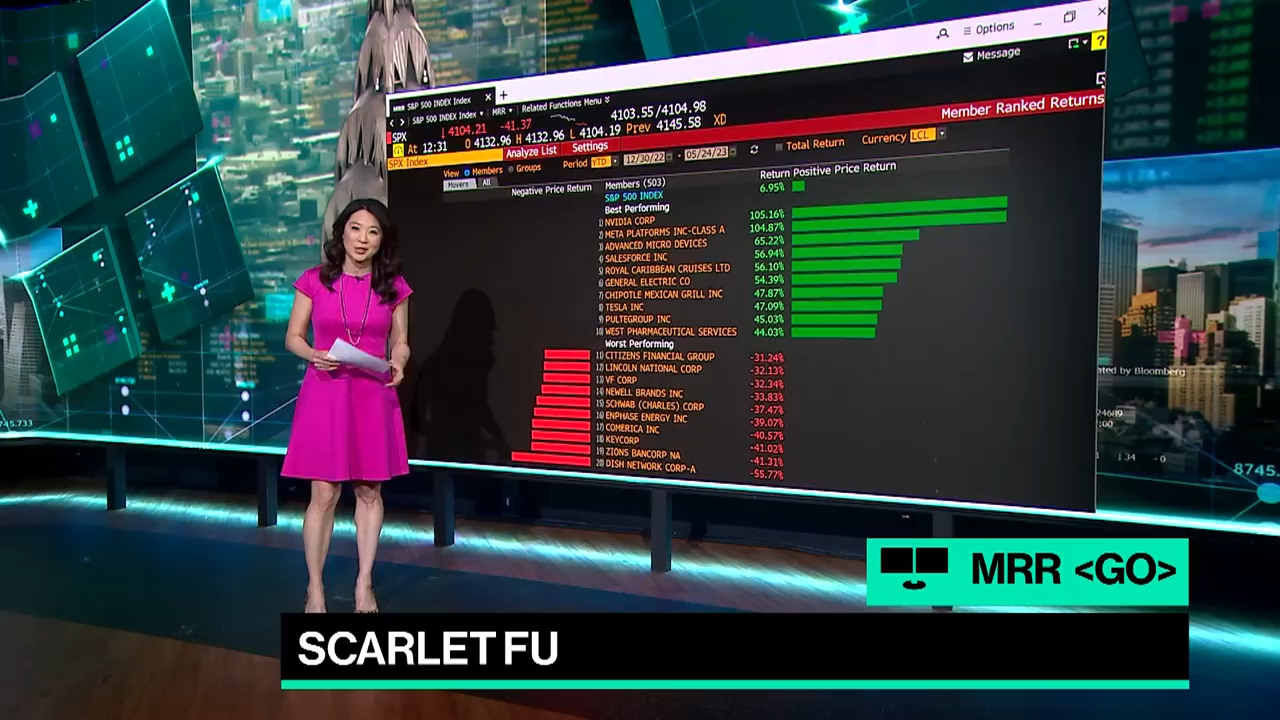 Options
Message
?
MRR S&P 500 INDEX Index
S&P 500 INDEX Index MRR Related Functions Menu
SPX ↓4104.21 -41.37 4103.55/4104.98
At 12:31 O 4132.96 H 4132.96 L 4104.19 Prev 4145.58 XD
Member Ranked Returns
SPX Index Analyze List Settings
Period YTD 12/30/22 - 05/24/23 Total Return Currency LCL
View Members Groups
Movers All
Negative Price Return Members (503) Return Positive Price Return
S&P 500 INDEX 6.95%
Best Performing
1) NVIDIA CORP 105.16%
2) META PLATFORMS INC-CLASS A 104.87%
3) ADVANCED MICRO DEVICES 65.22%
4) SALESFORCE INC 56.94%
5) ROYAL CARIBBEAN CRUISES LTD 56.10%
6) GENERAL ELECTRIC CO 54.39%
7) CHIPOTLE MEXICAN GRILL INC 47.87%
8) TESLA INC 47.09%
9) PULTEGROUP INC 45.03%
10) WEST PHARMACEUTICAL SERVICES 44.03%
Worst Performing
11) CITIZENS FINANCIAL GROUP -31.24%
12) LINCOLN NATIONAL CORP -32.13%
13) VF CORP -32.34%
14) NEWELL BRANDS INC -33.83%
15) SCHWAB (CHARLES) CORP -37.47%
16) ENPHASE ENERGY INC -39.07%
17) COMERICA INC -40.57%
18) KEYCORP -41.02%
19) ZIONS BANCORP NA -41.31%
20) DISH NETWORK CORP-A -55.77%
by Bloomberg
745.733
24689
:00
8745
MRR <GO>
SCARLET FU